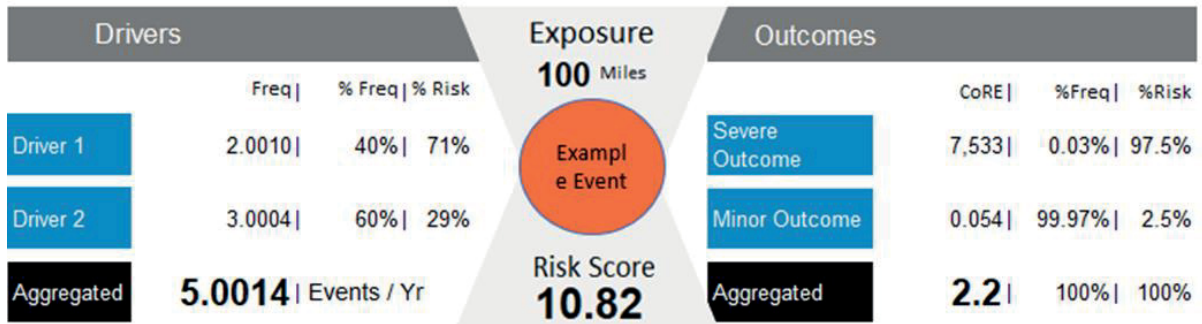 Drivers Exposure Outcomes
100 Miles
Freq| % Freq| % Risk CoRE| %Freq| %Risk
Driver 1 2.0010| 40%| 71% Severe Outcome 7,533| 0.03%| 97.5%
Exampl
e Event
Driver 2 3.0004| 60%| 29% Minor Outcome 0.054| 99.97%| 2.5%
Risk Score
Aggregated 5.0014| Events / Yr 10.82 Aggregated 2.2| 100%| 100%